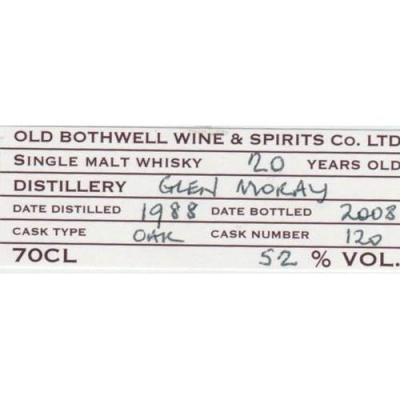 OLD BOTHWELL WINE & SPIRITS Co. LTD
SINGLE MALT WHISKY 20 YEARS OLD
DISTILLERY GLEN MORAY
DATE DISTILLED 1988 DATE BOTTLED 2008
CASK TYPE OAK CASK NUMBER 120
70CL 52 % VOL.